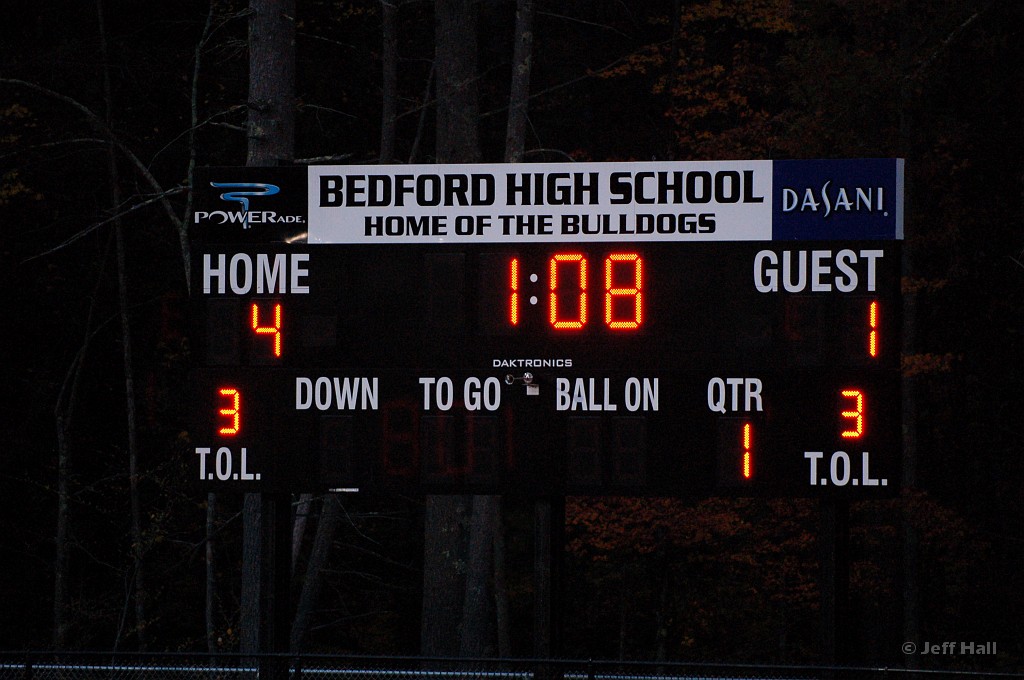 POWERADE
BEDFORD HIGH SCHOOL
HOME OF THE BULLDOGS
DASANI
HOME
1:08
GUEST
4
1
DAKTRONICS
DOWN
TO GO
BALL ON
QTR
3
3
1
T.O.L.
T.O.L.
© Jeff Hall